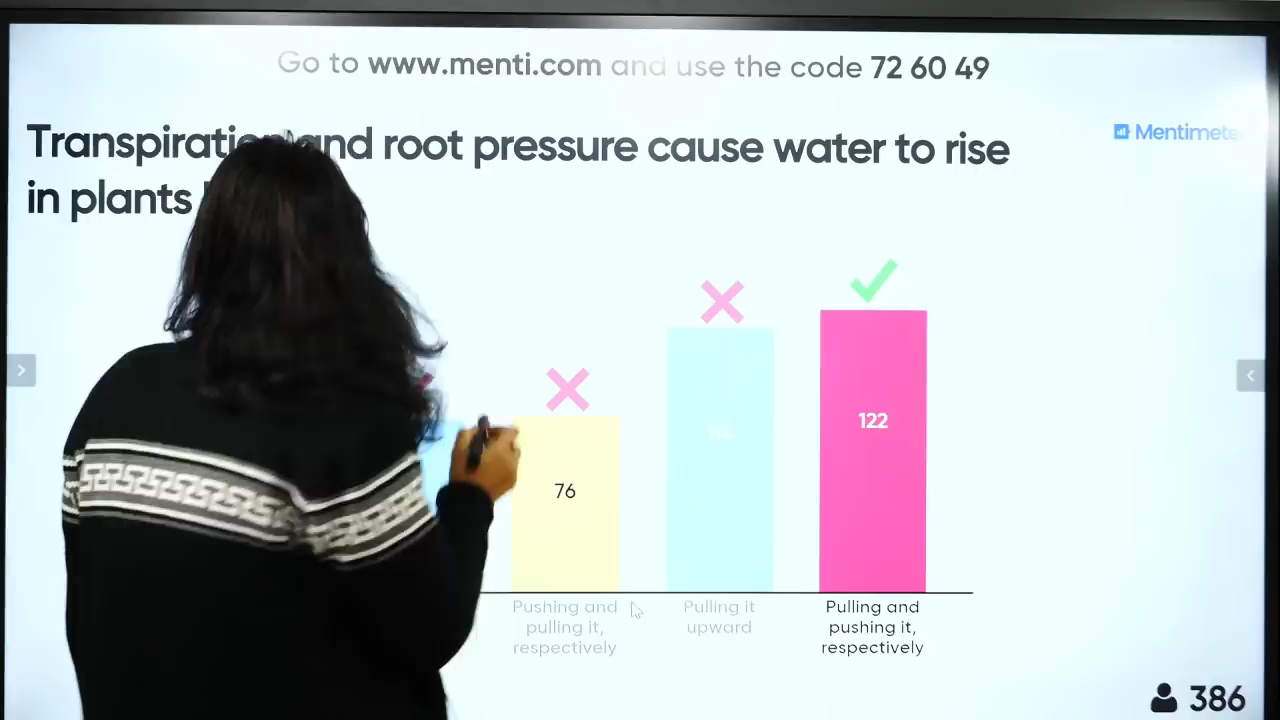 Go to www.menti.com and use the code 72 60 49
Transpiration and root pressure cause water to rise
in plants
Mentimete
76
122
Pushing and
pulling it,
respectively
Pulling it
upward
Pulling and
pushing it,
respectively
386